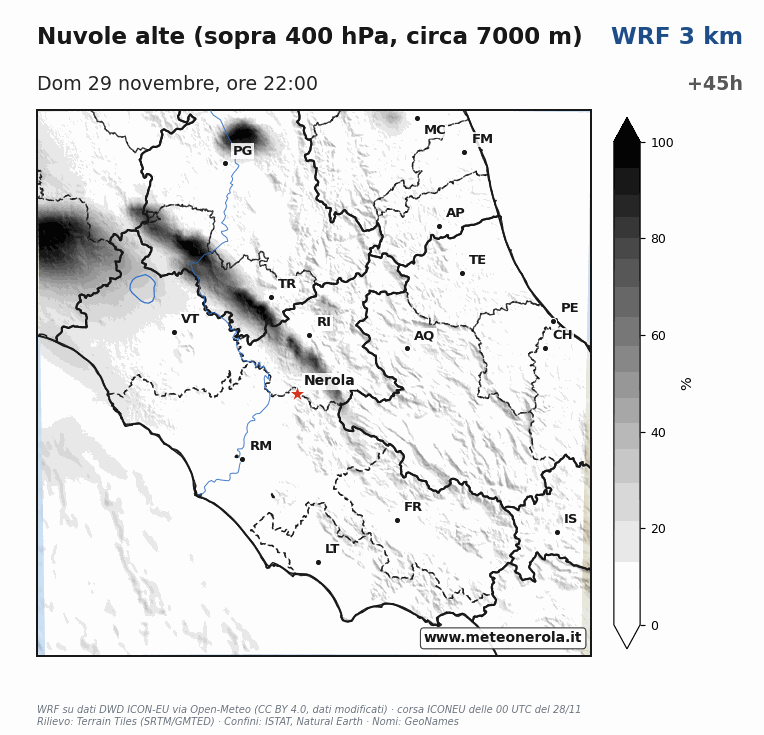 Nuvole alte (sopra 400 hPa, circa 7000 m) WRF 3 km
Dom 29 novembre, ore 22:00 +45h
MC
FM
PG
AP
TE
TR
PE
VT
RI
AQ
CH
Nerola
RM
FR
IS
LT
www.meteonerola.it
100
80
60
40
20
0
%
WRF su dati DWD ICON-EU via Open-Meteo (CC BY 4.0, dati modificati) · corsa ICONEU delle 00 UTC del 28/11
Rilievo: Terrain Tiles (SRTM/GMTED) · Confini: ISTAT, Natural Earth · Nomi: GeoNames